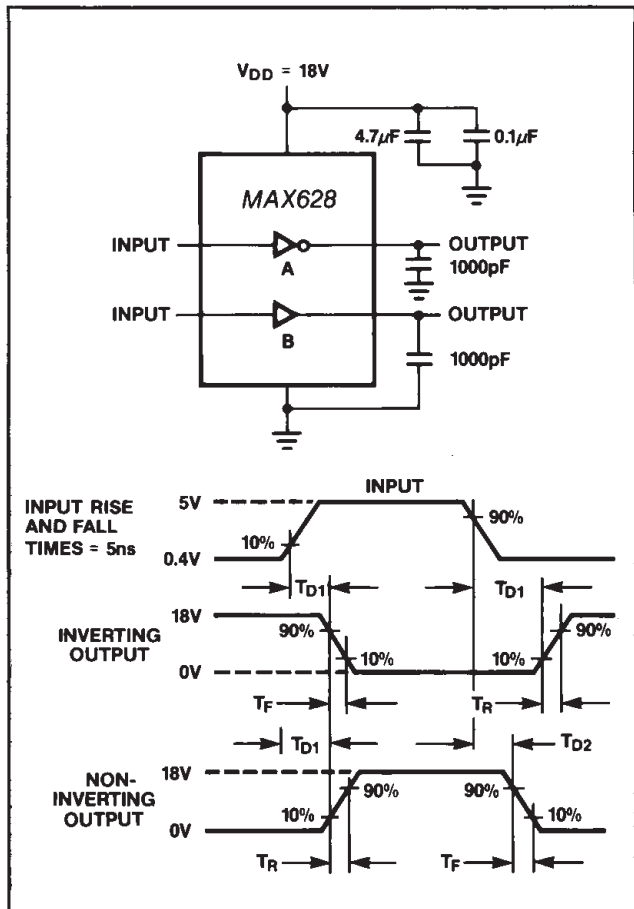 V_DD = 18V
4.7μF
0.1μF
MAX628
INPUT
A
OUTPUT
1000pF
INPUT
B
OUTPUT
1000pF
INPUT RISE
AND FALL
TIMES = 5ns
5V
INPUT
90%
10%
0.4V
T_D1
T_D1
INVERTING
OUTPUT
18V
90%
90%
10%
10%
0V
T_F
T_R
T_D1
T_D2
NON-
INVERTING
OUTPUT
18V
90%
90%
10%
10%
0V
T_R
T_F